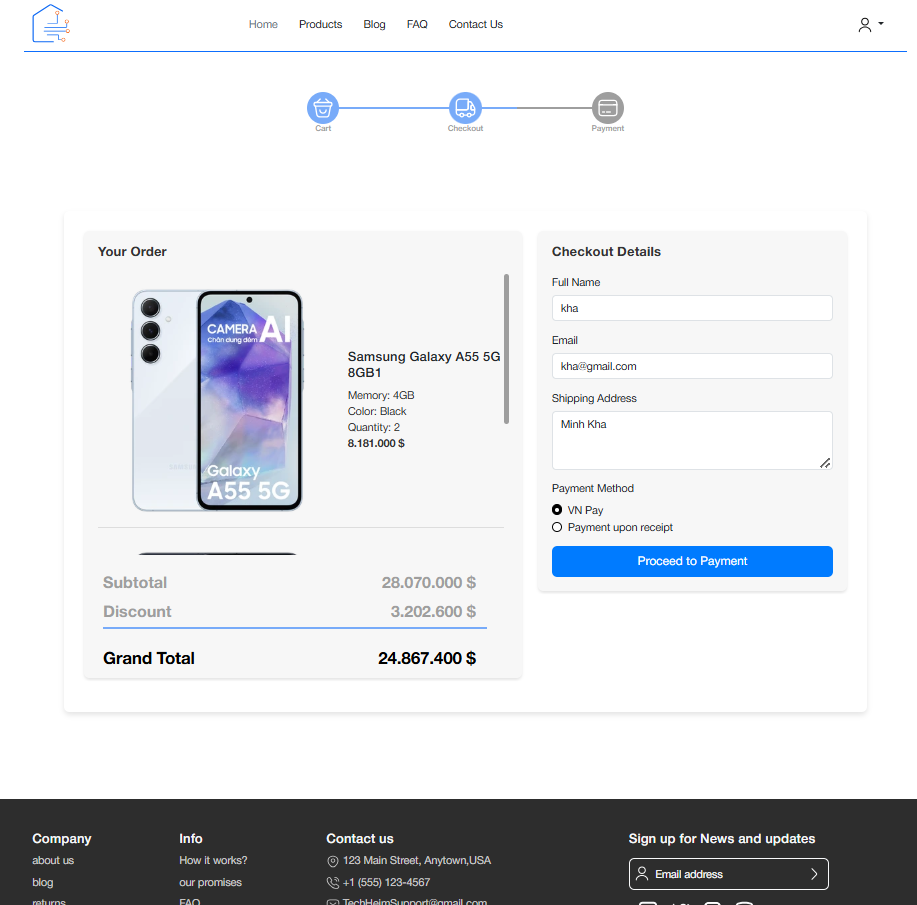 Home Products Blog FAQ Contact Us
Cart Checkout Payment
Your Order
CAMERA AI
Chân dung đêm
Galaxy
A55 5G
Samsung Galaxy A55 5G
8GB1
Memory: 4GB
Color: Black
Quantity: 2
8.181.000 $
Subtotal 28.070.000 $
Discount 3.202.600 $
Grand Total 24.867.400 $
Checkout Details
Full Name
kha
Email
kha@gmail.com
Shipping Address
Minh Kha
Payment Method
VN Pay
Payment upon receipt
Proceed to Payment
Company
about us
blog
returns
Info
How it works?
our promises
FAQ
Contact us
123 Main Street, Anytown,USA
+1 (555) 123-4567
TechHeimSupport@gmail.com
Sign up for News and updates
Email address